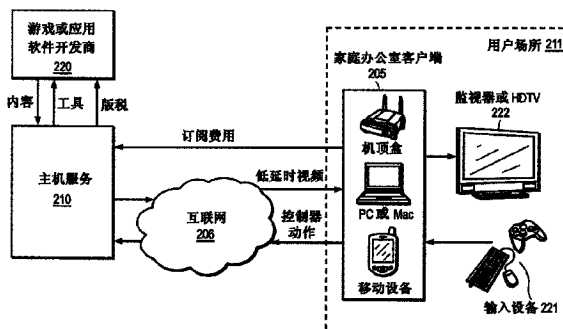 游戏或应用
软件开发商
220
内容
工具
版税
主机服务
210
订阅费用
互联网
206
低延时视频
控制器
动作
用户场所 211
家庭办公室客户端
205
机顶盒
PC 或 Mac
移动设备
监视器或 HDTV
222
输入设备 221